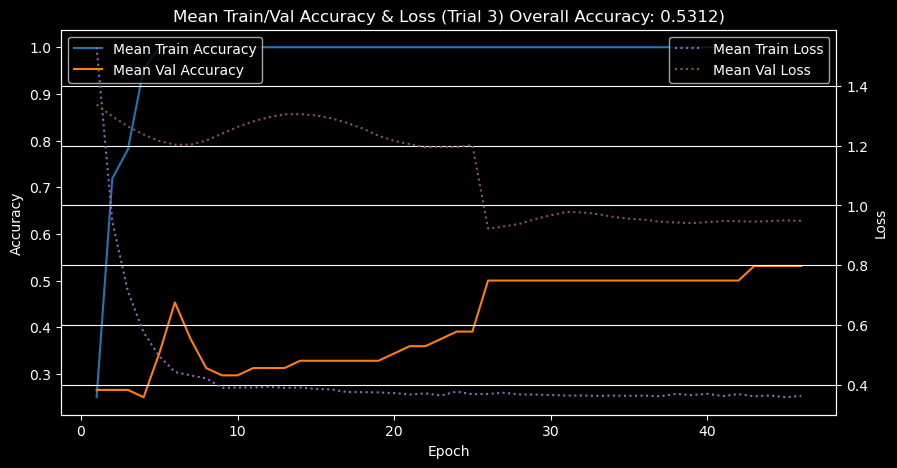 Mean Train/Val Accuracy & Loss (Trial 3) Overall Accuracy: 0.5312)
Mean Train Accuracy
Mean Val Accuracy
Mean Train Loss
Mean Val Loss
1.0
0.9
0.8
0.7
0.6
0.5
0.4
0.3
Accuracy
1.4
1.2
1.0
0.8
0.6
0.4
Loss
0 10 20 30 40
Epoch